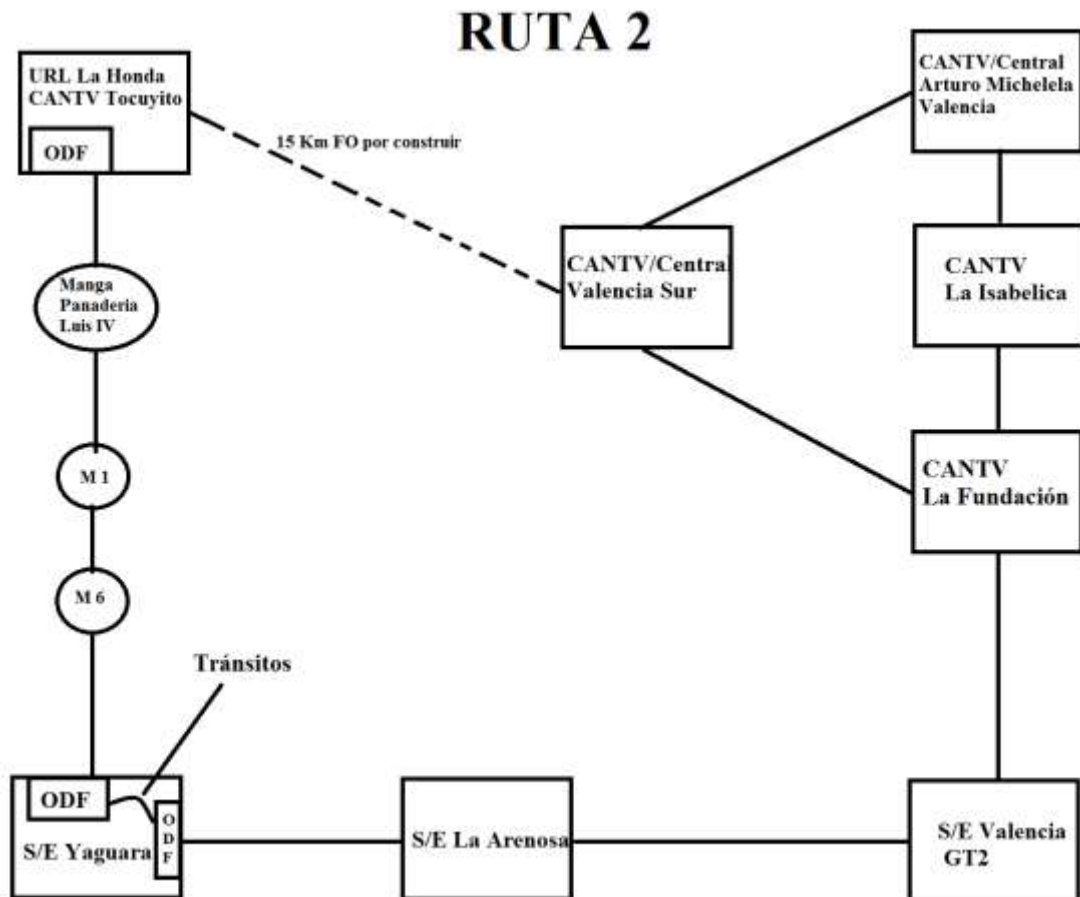 RUTA 2
URL La Honda
CANTV Tocuyito
ODF
15 Km FO por construir
CANTV/Central
Arturo Michelela
Valencia
CANTV/Central
Valencia Sur
CANTV
La Isabelica
Manga
Panaderia
Luis IV
CANTV
La Fundación
M 1
M 6
Tránsitos
ODF
O
D
F
S/E Yaguara
S/E La Arenosa
S/E Valencia
GT2